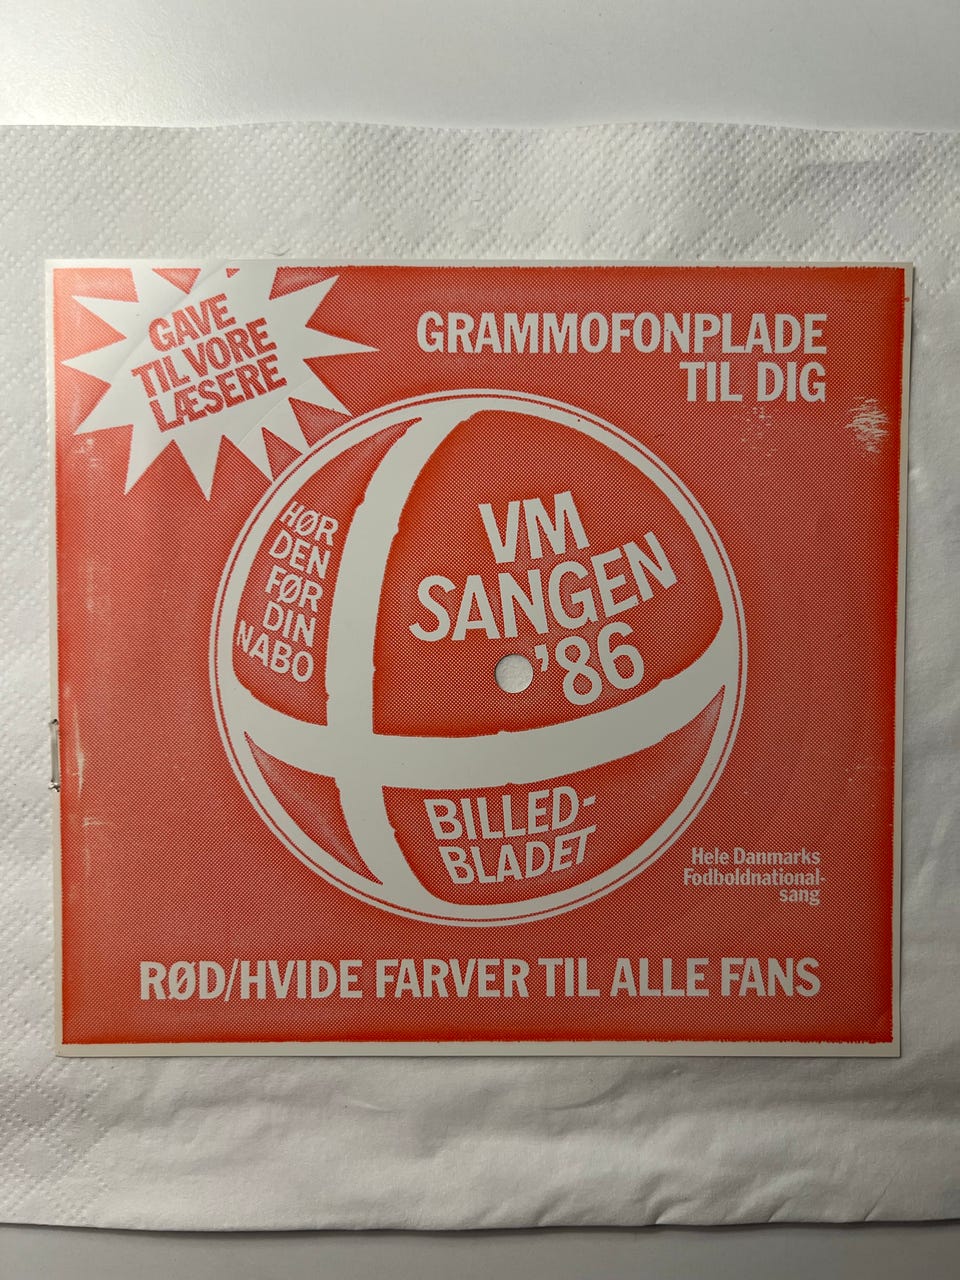 GAVE
TIL VORE
LÆSERE
GRAMMOFONPLADE
TIL DIG
HØR
DEN
FØR
DIN
NABO
VM
SANGEN
'86
BILLED-
BLADET
Hele Danmarks
Fodboldnational-
sang
RØD/HVIDE FARVER TIL ALLE FANS